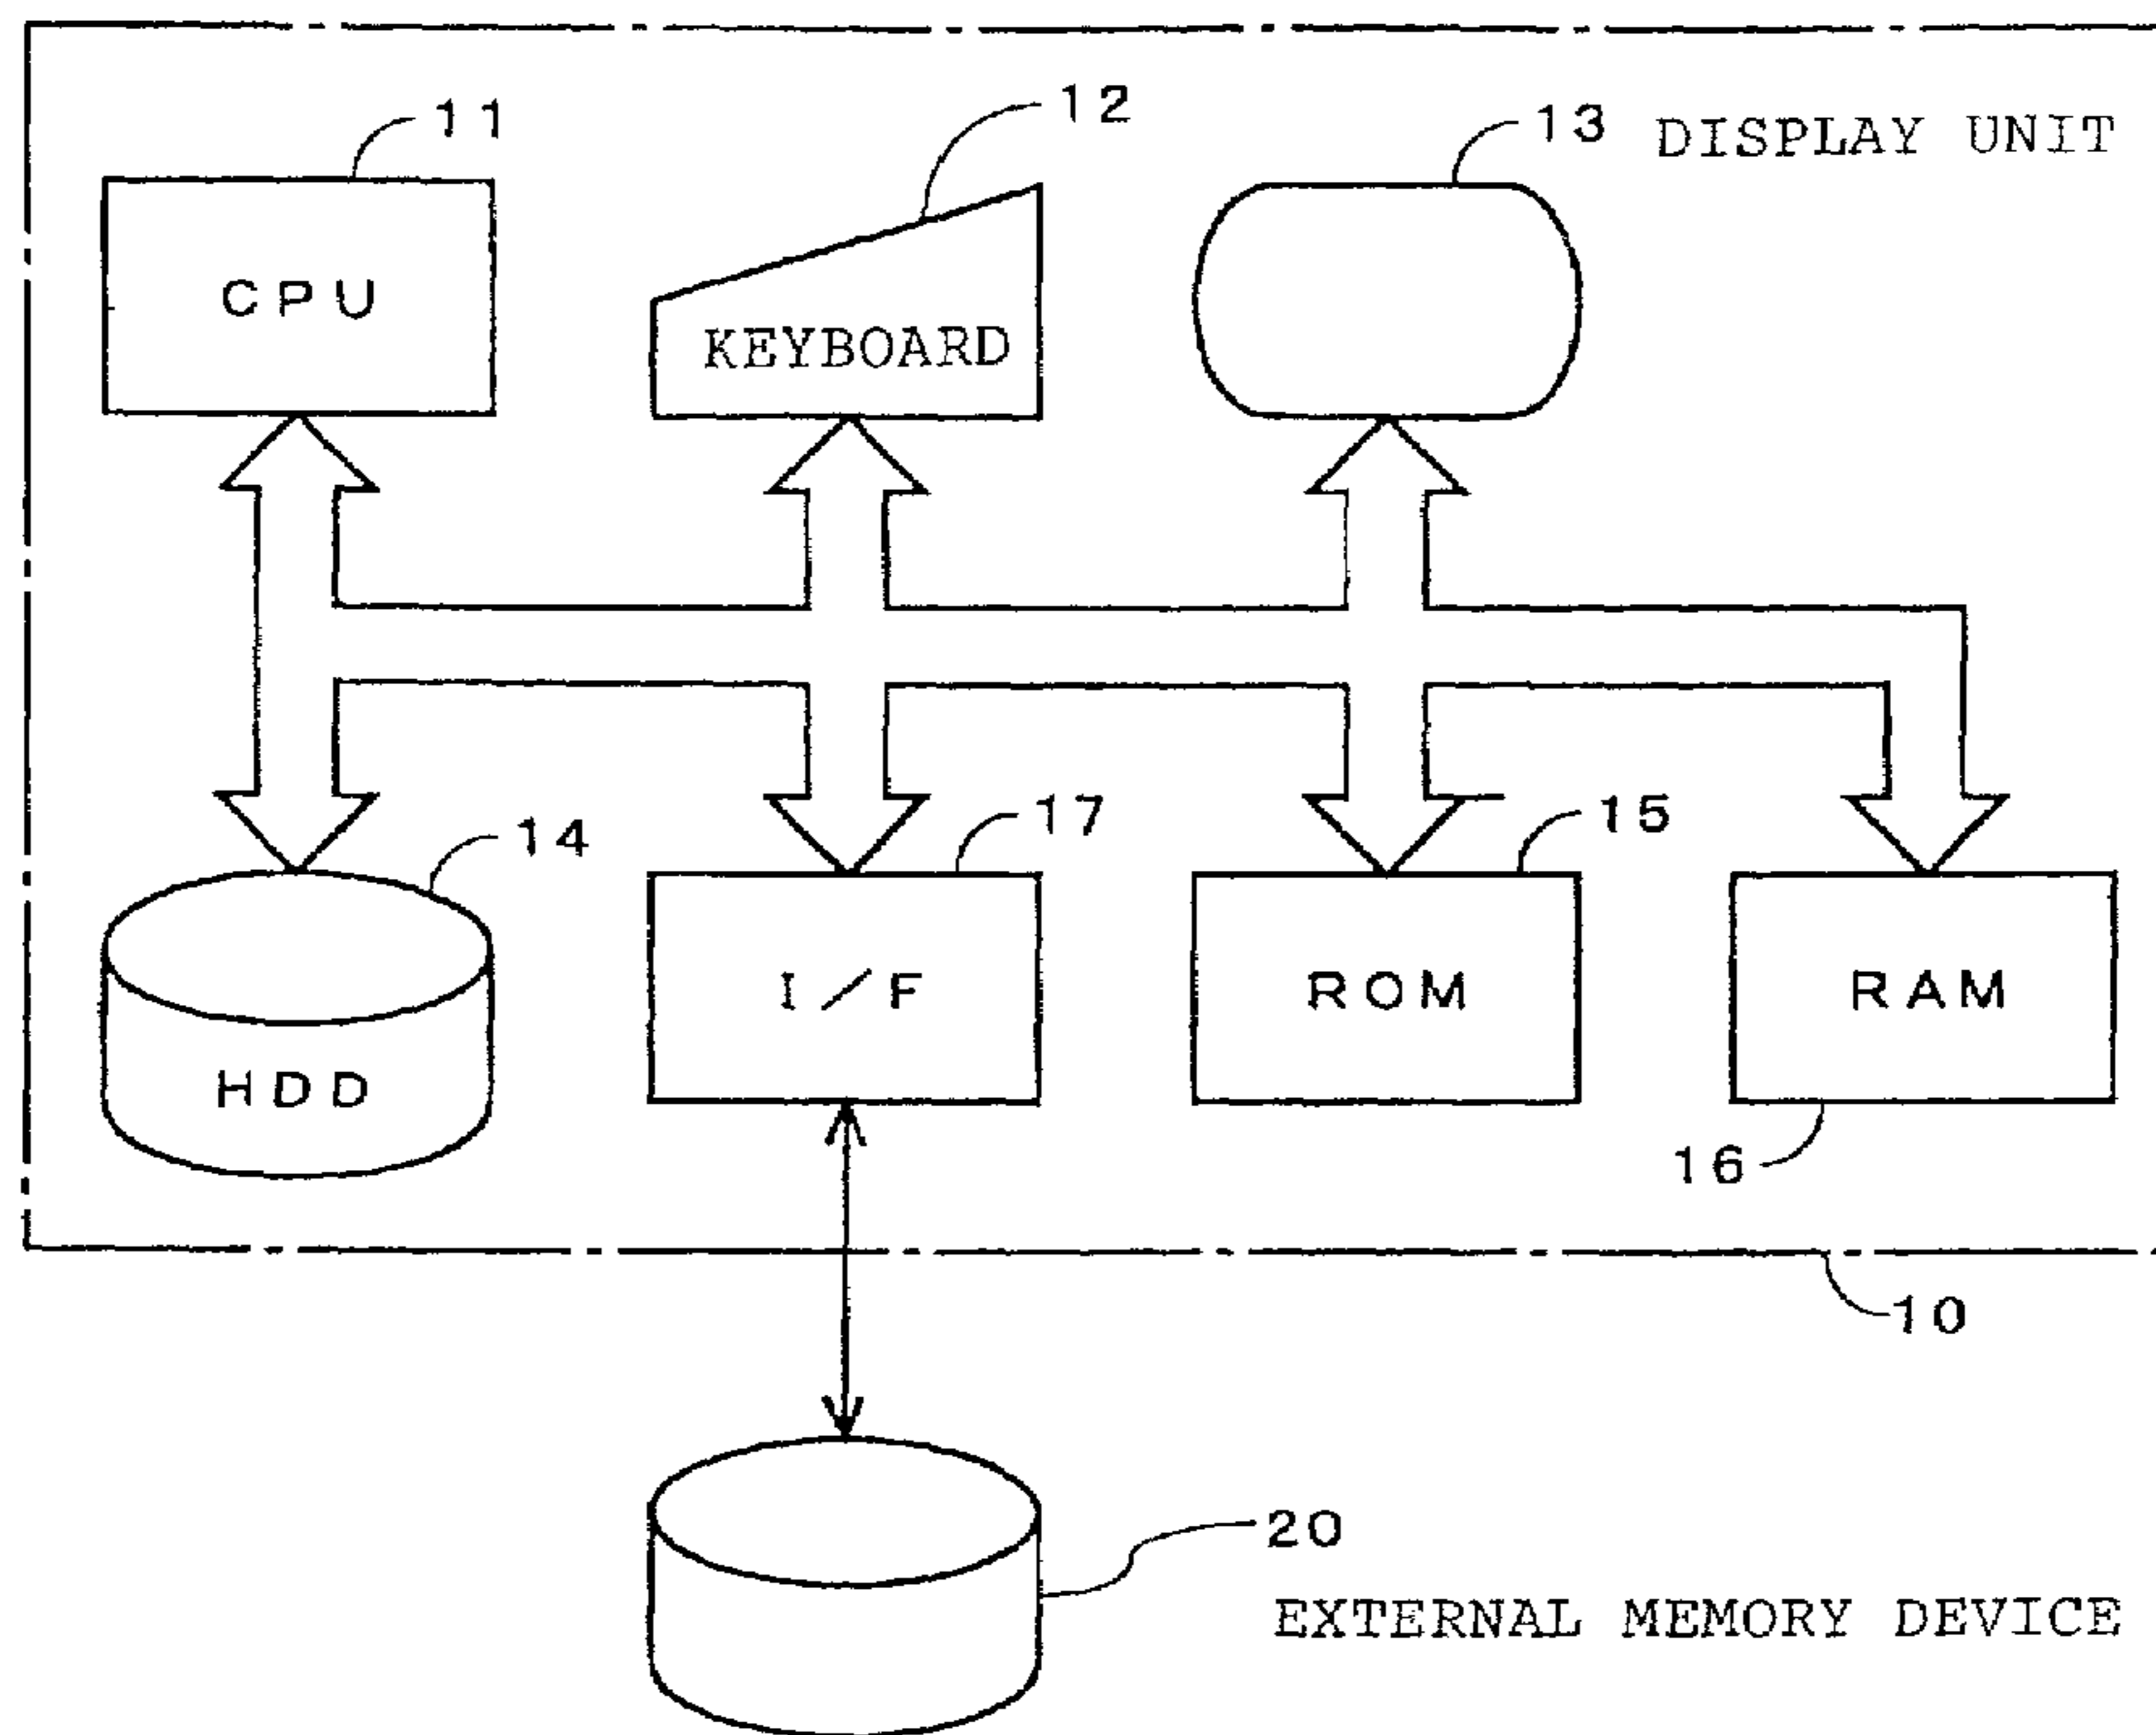 11
12
13 DISPLAY UNIT
CPU
KEYBOARD
14
17
15
I/F
ROM
RAM
HDD
16
10
20
EXTERNAL MEMORY DEVICE